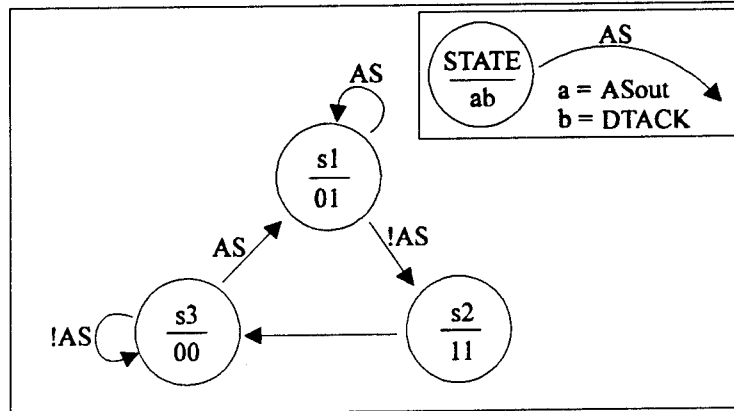 STATE
ab
AS
a = ASout
b = DTACK
AS
s1
01
AS
!AS
!AS
s3
00
s2
11